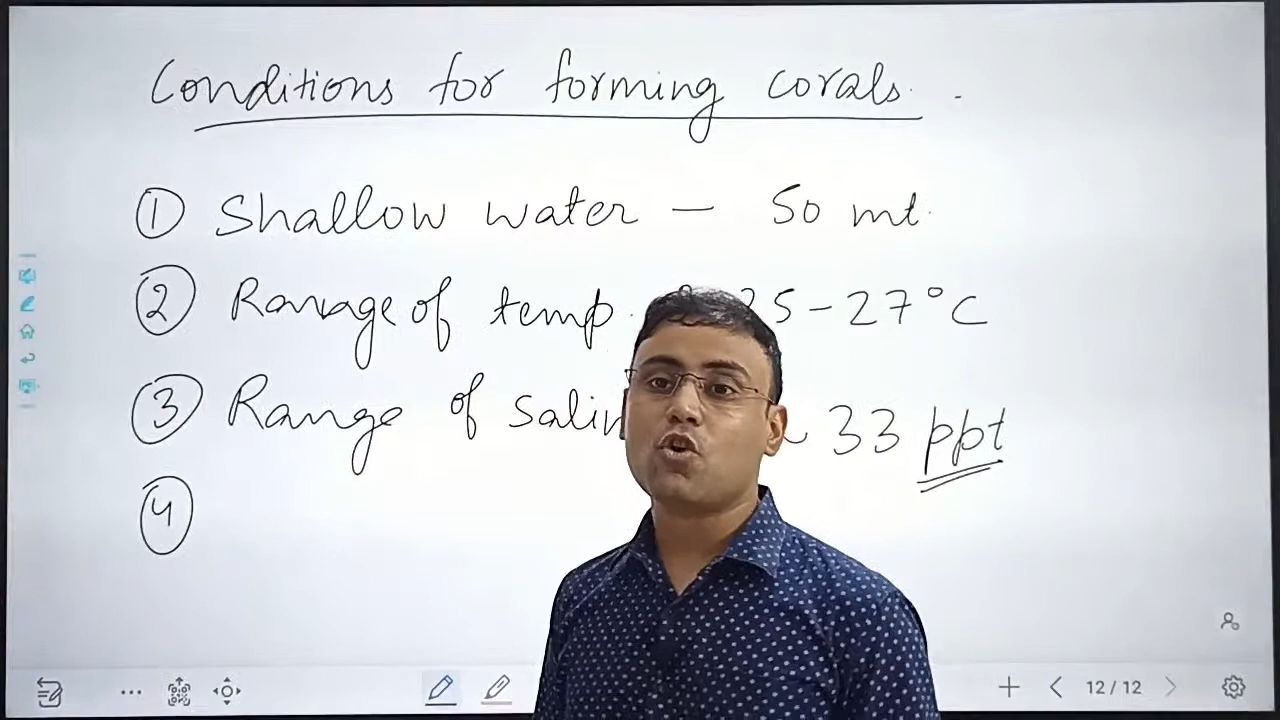 Conditions for forming corals.
① Shallow water – 50 mt.
② Range of temp. 25-27°C
③ Range of salin ~ 33 ppt
④
12/12